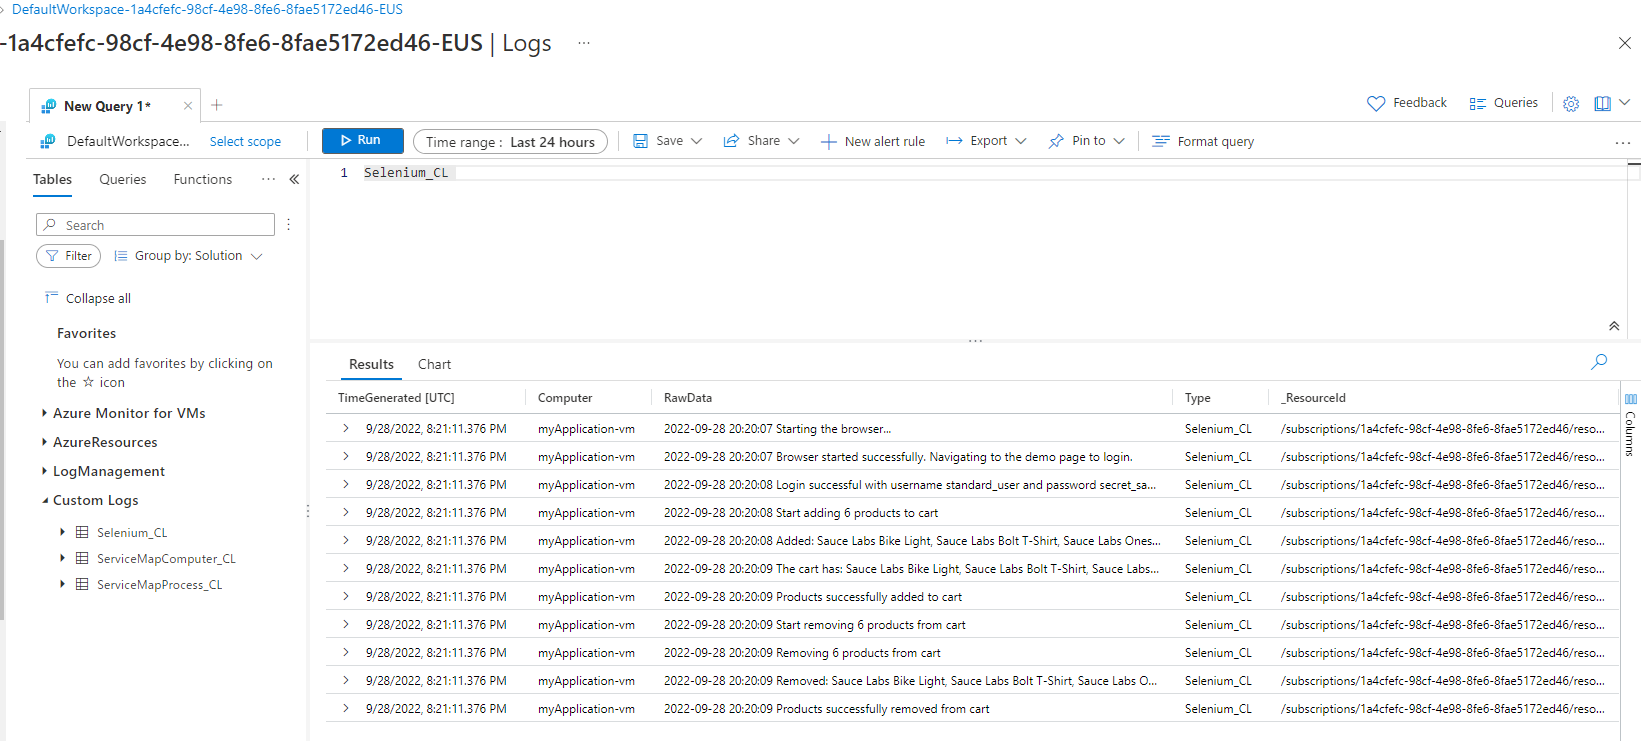 DefaultWorkspace-1a4cfefc-98cf-4e98-8fe6-8fae5172ed46-EUS
-1a4cfefc-98cf-4e98-8fe6-8fae5172ed46-EUS | Logs ...
New Query 1*
Feedback Queries
DefaultWorkspace... Select scope Run Time range : Last 24 hours Save Share New alert rule Export Pin to Format query ...
Tables Queries Functions ...
1 Selenium_CL
Search
Filter Group by: Solution
Collapse all
Favorites
You can add favorites by clicking on
the ☆ icon
Azure Monitor for VMs
AzureResources
LogManagement
Custom Logs
Selenium_CL
ServiceMapComputer_CL
ServiceMapProcess_CL
Results Chart
TimeGenerated [UTC] Computer RawData Type _ResourceId
9/28/2022, 8:21:11.376 PM myApplication-vm 2022-09-28 20:20:07 Starting the browser... Selenium_CL /subscriptions/1a4cfefc-98cf-4e98-8fe6-8fae5172ed46/reso...
9/28/2022, 8:21:11.376 PM myApplication-vm 2022-09-28 20:20:07 Browser started successfully. Navigating to the demo page to login. Selenium_CL /subscriptions/1a4cfefc-98cf-4e98-8fe6-8fae5172ed46/reso...
9/28/2022, 8:21:11.376 PM myApplication-vm 2022-09-28 20:20:08 Login successful with username standard_user and password secret_sa... Selenium_CL /subscriptions/1a4cfefc-98cf-4e98-8fe6-8fae5172ed46/reso...
9/28/2022, 8:21:11.376 PM myApplication-vm 2022-09-28 20:20:08 Start adding 6 products to cart Selenium_CL /subscriptions/1a4cfefc-98cf-4e98-8fe6-8fae5172ed46/reso...
9/28/2022, 8:21:11.376 PM myApplication-vm 2022-09-28 20:20:08 Added: Sauce Labs Bike Light, Sauce Labs Bolt T-Shirt, Sauce Labs Ones... Selenium_CL /subscriptions/1a4cfefc-98cf-4e98-8fe6-8fae5172ed46/reso...
9/28/2022, 8:21:11.376 PM myApplication-vm 2022-09-28 20:20:09 The cart has: Sauce Labs Bike Light, Sauce Labs Bolt T-Shirt, Sauce Labs... Selenium_CL /subscriptions/1a4cfefc-98cf-4e98-8fe6-8fae5172ed46/reso...
9/28/2022, 8:21:11.376 PM myApplication-vm 2022-09-28 20:20:09 Products successfully added to cart Selenium_CL /subscriptions/1a4cfefc-98cf-4e98-8fe6-8fae5172ed46/reso...
9/28/2022, 8:21:11.376 PM myApplication-vm 2022-09-28 20:20:09 Start removing 6 products from cart Selenium_CL /subscriptions/1a4cfefc-98cf-4e98-8fe6-8fae5172ed46/reso...
9/28/2022, 8:21:11.376 PM myApplication-vm 2022-09-28 20:20:09 Removing 6 products from cart Selenium_CL /subscriptions/1a4cfefc-98cf-4e98-8fe6-8fae5172ed46/reso...
9/28/2022, 8:21:11.376 PM myApplication-vm 2022-09-28 20:20:09 Removed: Sauce Labs Bike Light, Sauce Labs Bolt T-Shirt, Sauce Labs O... Selenium_CL /subscriptions/1a4cfefc-98cf-4e98-8fe6-8fae5172ed46/reso...
9/28/2022, 8:21:11.376 PM myApplication-vm 2022-09-28 20:20:09 Products successfully removed from cart Selenium_CL /subscriptions/1a4cfefc-98cf-4e98-8fe6-8fae5172ed46/reso...
Columns